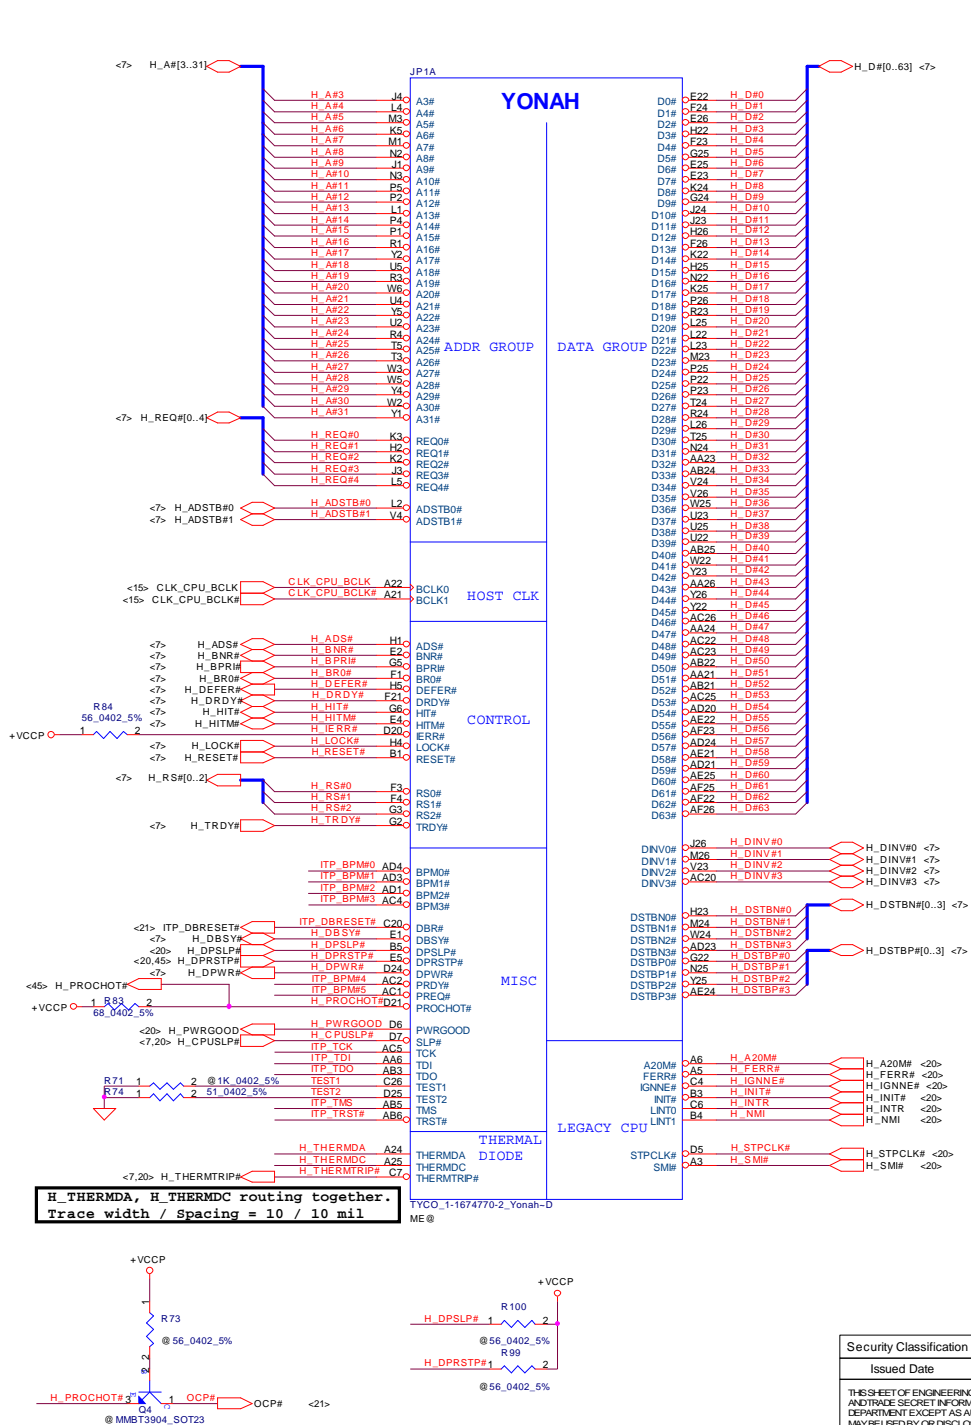 <7> H_A#[3..31]
H_D#[0..63] <7>
JP1A
YONAH
H_A#3 J4 A3#
H_A#4 L4 A4#
H_A#5 M3 A5#
H_A#6 K5 A6#
H_A#7 M1 A7#
H_A#8 N2 A8#
H_A#9 J1 A9#
H_A#10 N3 A10#
H_A#11 P5 A11#
H_A#12 P2 A12#
H_A#13 L1 A13#
H_A#14 P4 A14#
H_A#15 P1 A15#
H_A#16 R1 A16#
H_A#17 Y2 A17#
H_A#18 U5 A18#
H_A#19 R3 A19#
H_A#20 W6 A20#
H_A#21 U4 A21#
H_A#22 Y5 A22#
H_A#23 U2 A23#
H_A#24 R4 A24#
H_A#25 T5 A25#
H_A#26 T3 A26#
H_A#27 W3 A27#
H_A#28 W5 A28#
H_A#29 Y4 A29#
H_A#30 W2 A30#
H_A#31 Y1 A31#
ADDR GROUP
DATA GROUP
<7> H_REQ#[0..4]
H_REQ#0 K3 REQ0#
H_REQ#1 H2 REQ1#
H_REQ#2 K2 REQ2#
H_REQ#3 J3 REQ3#
H_REQ#4 L5 REQ4#
<7> H_ADSTB#0 H_ADSTB#0 L2 ADSTB0#
<7> H_ADSTB#1 H_ADSTB#1 V4 ADSTB1#
<15> CLK_CPU_BCLK CLK_CPU_BCLK A22 BCLK0
<15> CLK_CPU_BCLK# CLK_CPU_BCLK# A21 BCLK1
HOST CLK
<7> H_ADS# H_ADS# H1 ADS#
<7> H_BNR# H_BNR# E2 BNR#
<7> H_BPRI# H_BPRI# G5 BPRI#
<7> H_BR0# H_BR0# F1 BR0#
<7> H_DEFER# H_DEFER# H5 DEFER#
<7> H_DRDY# H_DRDY# F21 DRDY#
<7> H_HIT# H_HIT# G6 HIT#
<7> H_HITM# H_HITM# E4 HITM#
R84
56_0402_5%
+VCCP 1 2 H_IERR# D20 IERR#
<7> H_LOCK# H_LOCK# H4 LOCK#
<7> H_RESET# H_RESET# B1 RESET#
CONTROL
<7> H_RS#[0..2]
H_RS#0 F3 RS0#
H_RS#1 F4 RS1#
H_RS#2 G3 RS2#
<7> H_TRDY# H_TRDY# G2 TRDY#
ITP_BPM#0 AD4 BPM0#
ITP_BPM#1 AD3 BPM1#
ITP_BPM#2 AD1 BPM2#
ITP_BPM#3 AC4 BPM3#
<21> ITP_DBRESET# ITP_DBRESET# C20 DBR#
<7> H_DBSY# H_DBSY# E1 DBSY#
<20> H_DPSLP# H_DPSLP# B5 DPSLP#
<20,45> H_DPRSTP# H_DPRSTP# E5 DPRSTP#
<7> H_DPWR# H_DPWR# D24 DPWR#
ITP_BPM#4 AC2 PRDY#
ITP_BPM#5 AC1 PREQ#
<45> H_PROCHOT# H_PROCHOT# D21 PROCHOT#
+VCCP 1 R83 2
68_0402_5%
MISC
<20> H_PWRGOOD H_PWRGOOD D6 PWRGOOD
<7,20> H_CPUSLP# H_CPUSLP# D7 SLP#
ITP_TCK AC5 TCK
ITP_TDI AA6 TDI
ITP_TDO AB3 TDO
R71 1 2 @1K_0402_5% TEST1 C26 TEST1
R74 1 2 51_0402_5% TEST2 D25 TEST2
ITP_TMS AB5 TMS
ITP_TRST# AB6 TRST#
THERMAL
DIODE
H_THERMDA A24 THERMDA
H_THERMDC A25 THERMDC
<7,20> H_THERMTRIP# H_THERMTRIP# C7 THERMTRIP#
D0# E22 H_D#0
D1# F24 H_D#1
D2# E26 H_D#2
D3# H22 H_D#3
D4# F23 H_D#4
D5# G25 H_D#5
D6# E25 H_D#6
D7# E23 H_D#7
D8# K24 H_D#8
D9# G24 H_D#9
D10# J24 H_D#10
D11# J23 H_D#11
D12# H26 H_D#12
D13# F26 H_D#13
D14# K22 H_D#14
D15# H25 H_D#15
D16# N22 H_D#16
D17# K25 H_D#17
D18# P26 H_D#18
D19# R23 H_D#19
D20# L25 H_D#20
D21# L22 H_D#21
D22# L23 H_D#22
D23# M23 H_D#23
D24# P25 H_D#24
D25# P22 H_D#25
D26# P23 H_D#26
D27# T24 H_D#27
D28# R24 H_D#28
D29# L26 H_D#29
D30# T25 H_D#30
D31# N24 H_D#31
D32# AA23 H_D#32
D33# AB24 H_D#33
D34# V24 H_D#34
D35# V26 H_D#35
D36# W25 H_D#36
D37# U23 H_D#37
D38# U25 H_D#38
D39# U22 H_D#39
D40# AB25 H_D#40
D41# W22 H_D#41
D42# Y23 H_D#42
D43# AA26 H_D#43
D44# Y26 H_D#44
D45# Y22 H_D#45
D46# AC26 H_D#46
D47# AA24 H_D#47
D48# AC22 H_D#48
D49# AC23 H_D#49
D50# AB22 H_D#50
D51# AA21 H_D#51
D52# AB21 H_D#52
D53# AC25 H_D#53
D54# AD20 H_D#54
D55# AE22 H_D#55
D56# AF23 H_D#56
D57# AD24 H_D#57
D58# AE21 H_D#58
D59# AD21 H_D#59
D60# AE25 H_D#60
D61# AF25 H_D#61
D62# AF22 H_D#62
D63# AF26 H_D#63
DINV0# J26 H_DINV#0 H_DINV#0 <7>
DINV1# M26 H_DINV#1 H_DINV#1 <7>
DINV2# V23 H_DINV#2 H_DINV#2 <7>
DINV3# AC20 H_DINV#3 H_DINV#3 <7>
H_DSTBN#[0..3] <7>
DSTBN0# H23 H_DSTBN#0
DSTBN1# M24 H_DSTBN#1
DSTBN2# W24 H_DSTBN#2
DSTBN3# AD23 H_DSTBN#3
H_DSTBP#[0..3] <7>
DSTBP0# G22 H_DSTBP#0
DSTBP1# N25 H_DSTBP#1
DSTBP2# Y25 H_DSTBP#2
DSTBP3# AE24 H_DSTBP#3
A20M# A6 H_A20M# H_A20M# <20>
FERR# A5 H_FERR# H_FERR# <20>
IGNNE# C4 H_IGNNE# H_IGNNE# <20>
INIT# B3 H_INIT# H_INIT# <20>
LINT0 C6 H_INTR H_INTR <20>
LINT1 B4 H_NMI H_NMI <20>
LEGACY CPU
STPCLK# D5 H_STPCLK# H_STPCLK# <20>
SMI# A3 H_SMI# H_SMI# <20>
H_THERMDA, H_THERMDC routing together.
Trace width / Spacing = 10 / 10 mil
TYCO_1-1674770-2_Yonah~D
ME@
+VCCP
1
R73
@56_0402_5%
2
H_PROCHOT# 3 E B 2 C 1 OCP# OCP# <21>
Q4
@MMBT3904_SOT23
+VCCP
R100
H_DPSLP# 1 2
@56_0402_5%
R99
H_DPRSTP# 1 2
@56_0402_5%
Security Classification
Issued Date
THIS SHEET OF ENGINEERING
AND TRADE SECRET INFORM
DEPARTMENT EXCEPT AS A
MAY BE USED BY OR DISCLO